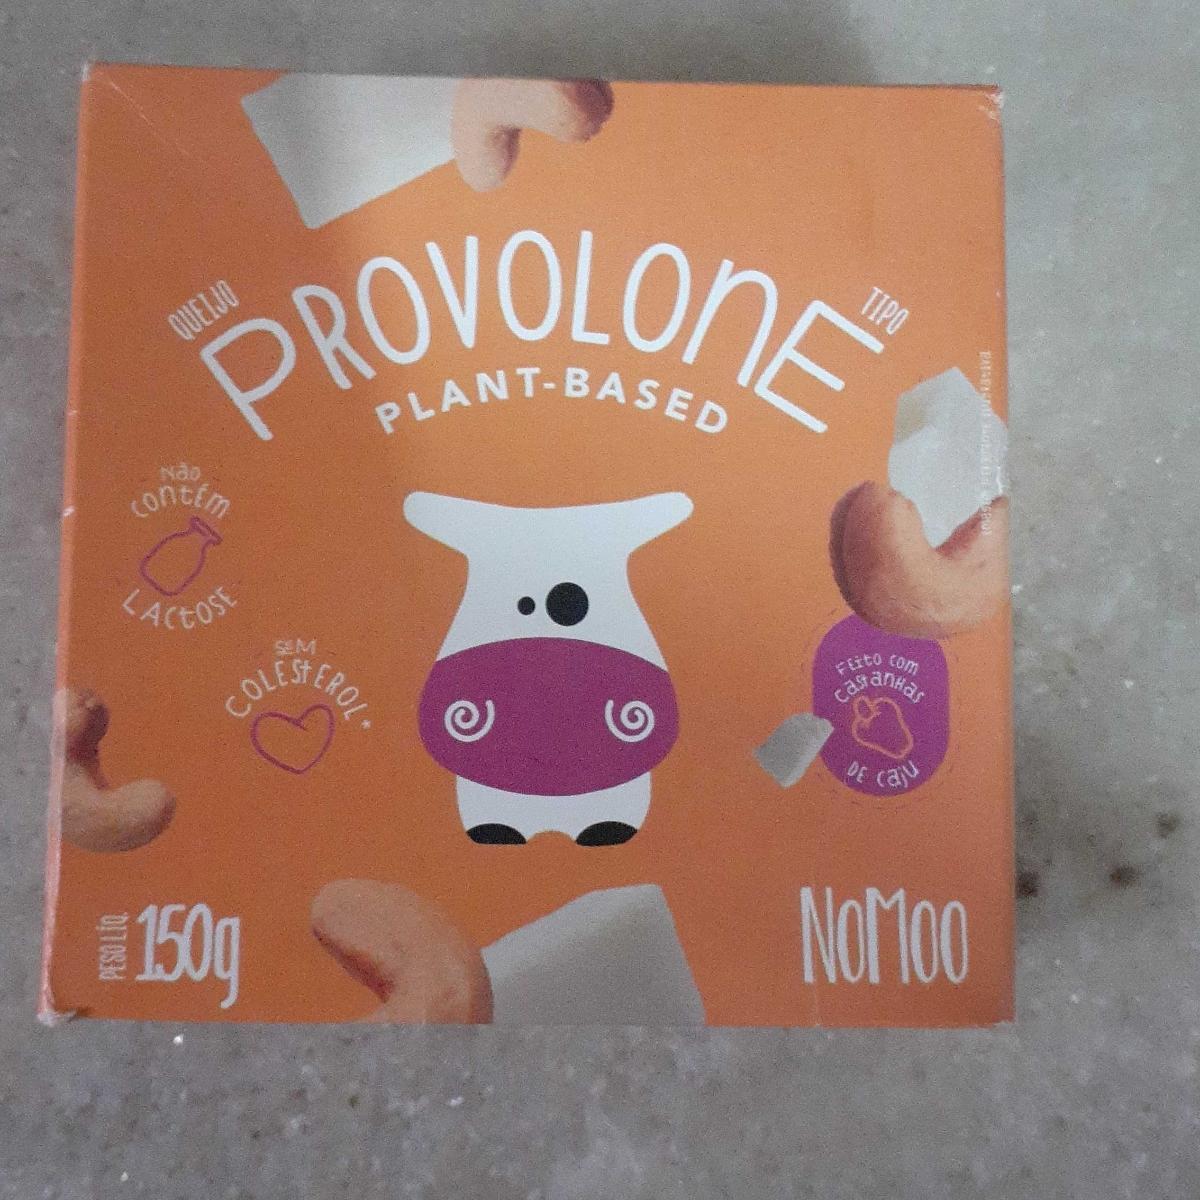 QUEIJO
TIPO
PROVOLONE
PLANT-BASED
NÃO
CONTÉM
LACTOSE
SEM
COLESTEROL*
FEITO COM
CASTANHAS
DE CAJU
PESO LÍQ.
150g
NOMOO